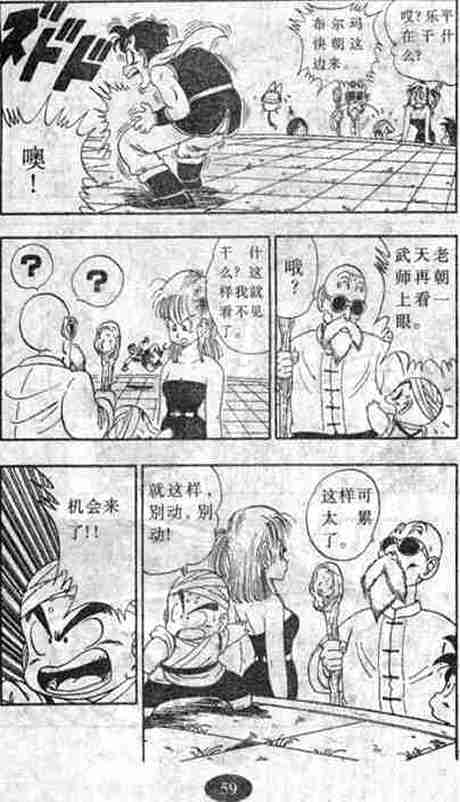 哎？乐平
在干什
么？
布尔玛
快朝这
边来。
ズドドド
噢！
武天老
师再朝
上看一
眼。
哦？
干什
么？这
样我就
看不见
了。
？
？
这样可
太累
了。
就这样，
别动，别
动！
机会来
了！！
59